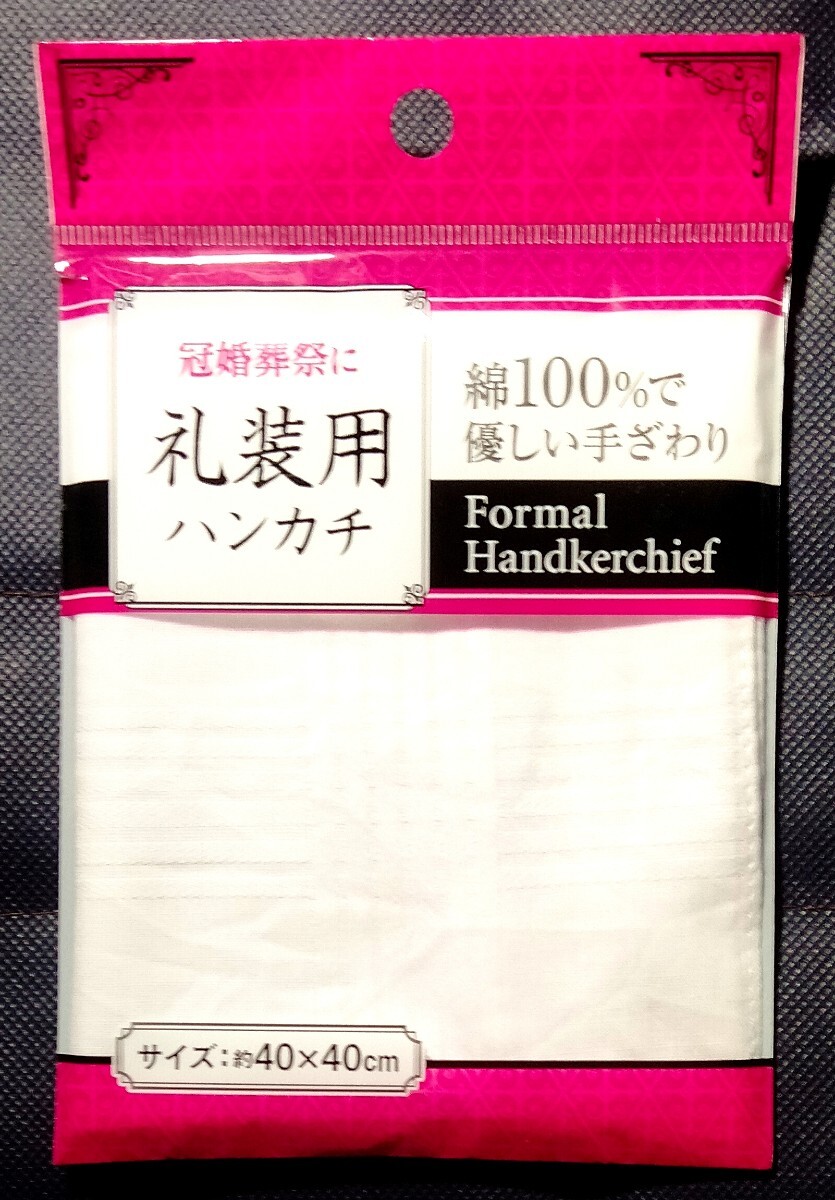 冠婚葬祭に
礼装用
ハンカチ
綿100%で
優しい手ざわり
Formal
Handkerchief
サイズ:約40×40cm